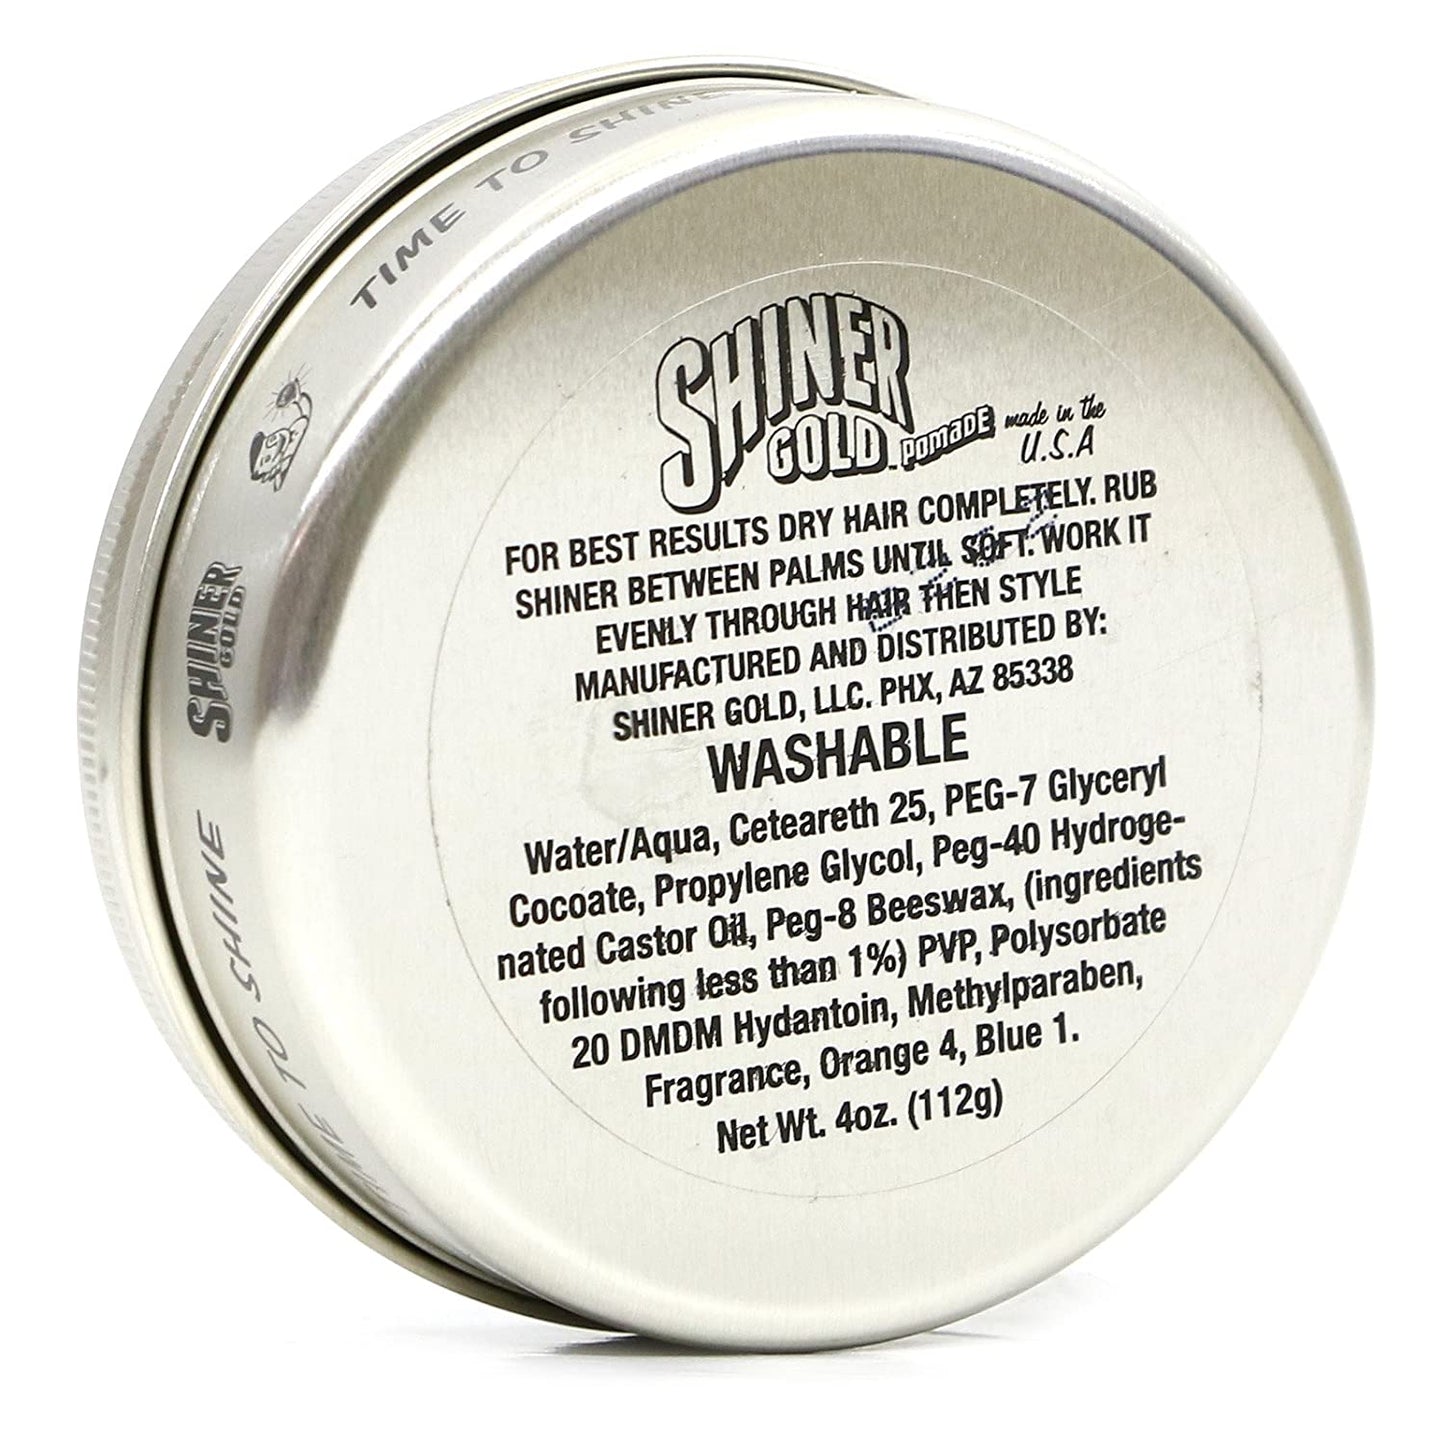 TIME TO SHINE
SHINER
GOLD
TO SHINE
SHINER
GOLD POMADE made in the
U.S.A
FOR BEST RESULTS DRY HAIR COMPLETELY. RUB
SHINER BETWEEN PALMS UNTIL SOFT. WORK IT
EVENLY THROUGH HAIR THEN STYLE
MANUFACTURED AND DISTRIBUTED BY:
SHINER GOLD, LLC. PHX, AZ 85338
WASHABLE
Water/Aqua, Ceteareth 25, PEG-7 Glyceryl
Cocoate, Propylene Glycol, Peg-40 Hydroge-
nated Castor Oil, Peg-8 Beeswax, (ingredients
following less than 1%) PVP, Polysorbate
20 DMDM Hydantoin, Methylparaben,
Fragrance, Orange 4, Blue 1.
Net Wt. 4oz. (112g)